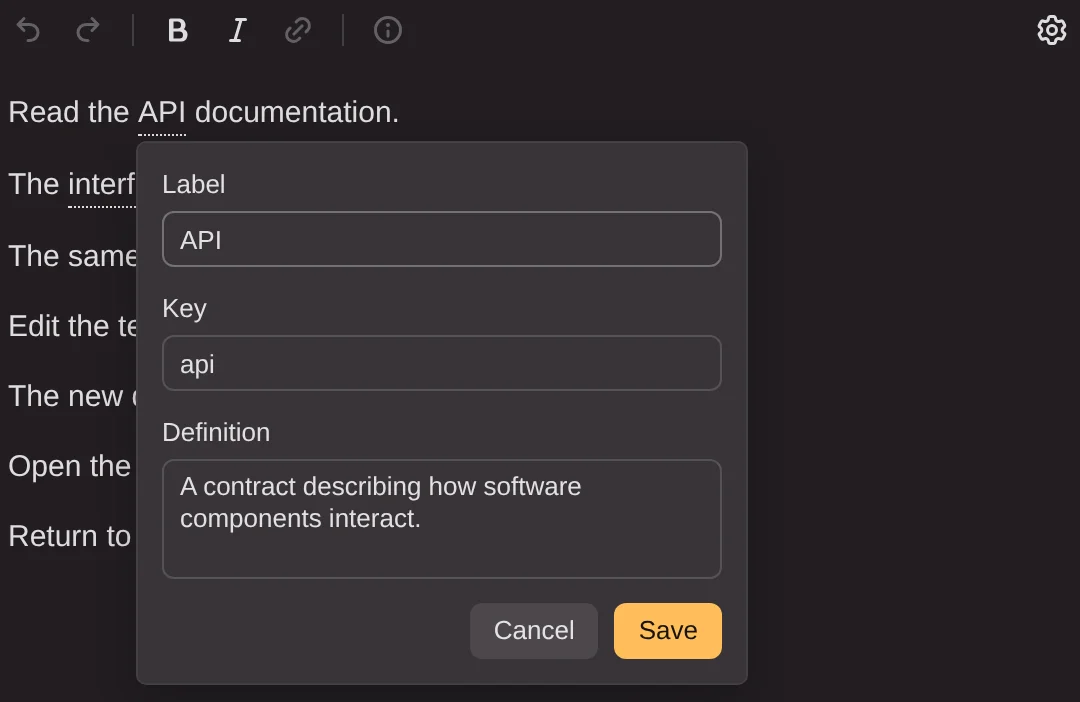 Read the API documentation.
The interf
The same
Edit the te
The new
Open the
Return to
Label
API
Key
api
Definition
A contract describing how software
components interact.
Cancel
Save